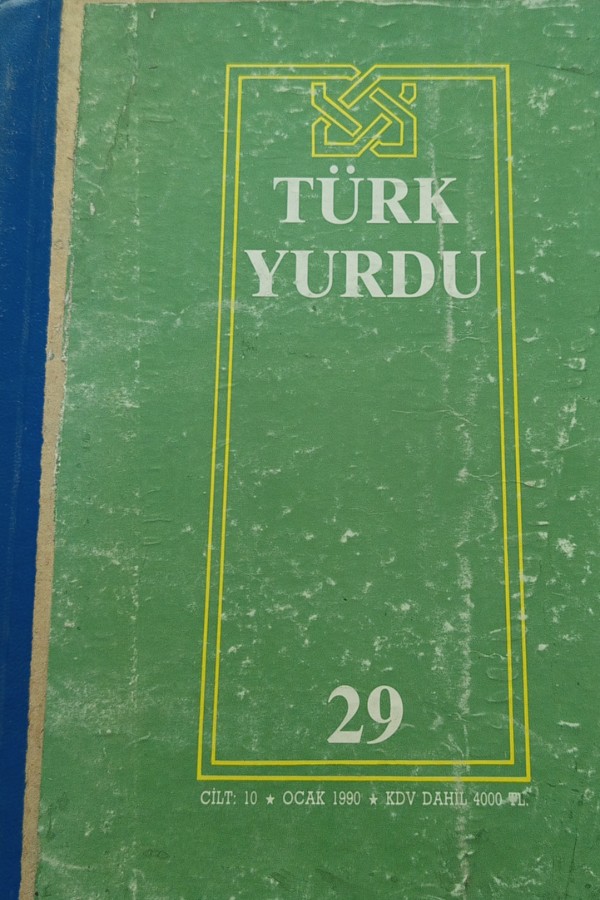 TÜRK
YURDU
29
CİLT: 10 ★ OCAK 1990 ★ KDV DAHİL 4000 TL.